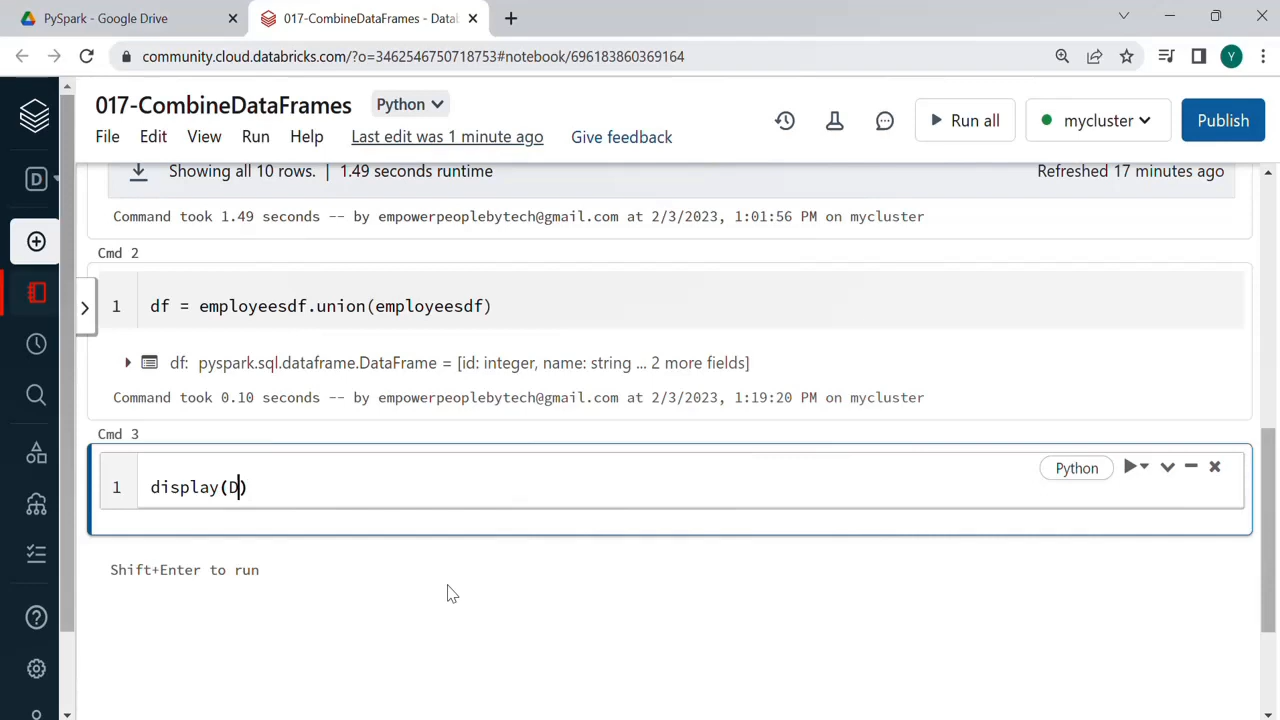 PySpark - Google Drive
017-CombineDataFrames - Data
community.cloud.databricks.com/?o=3462546750718753#notebook/696183860369164
Y
017-CombineDataFrames
Python
File Edit View Run Help Last edit was 1 minute ago Give feedback
Run all
mycluster
Publish
D
Showing all 10 rows. | 1.49 seconds runtime
Refreshed 17 minutes ago
Command took 1.49 seconds -- by empowerpeoplebytech@gmail.com at 2/3/2023, 1:01:56 PM on mycluster
Cmd 2
1 df = employeesdf.union(employeesdf)
df: pyspark.sql.dataframe.DataFrame = [id: integer, name: string ... 2 more fields]
Command took 0.10 seconds -- by empowerpeoplebytech@gmail.com at 2/3/2023, 1:19:20 PM on mycluster
Cmd 3
Python
1 display(D)
Shift+Enter to run